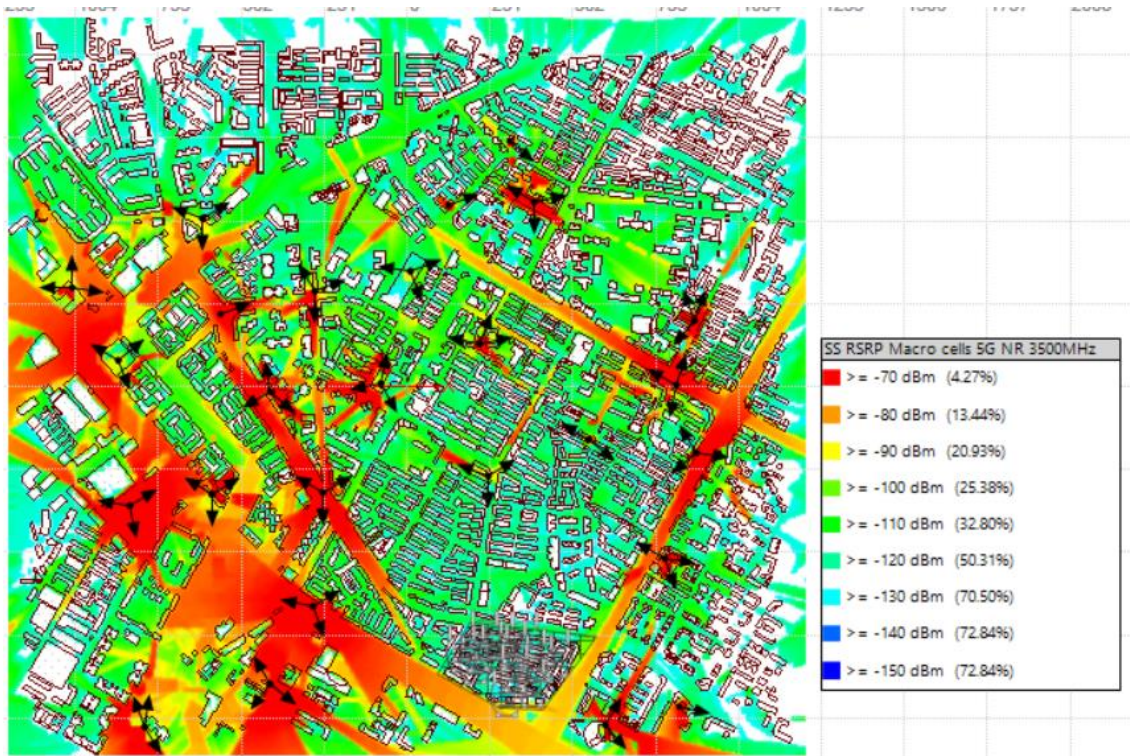 SS RSRP Macro cells 5G NR 3500MHz
>= -70 dBm (4.27%)
>= -80 dBm (13.44%)
>= -90 dBm (20.93%)
>= -100 dBm (25.38%)
>= -110 dBm (32.80%)
>= -120 dBm (50.31%)
>= -130 dBm (70.50%)
>= -140 dBm (72.84%)
>= -150 dBm (72.84%)